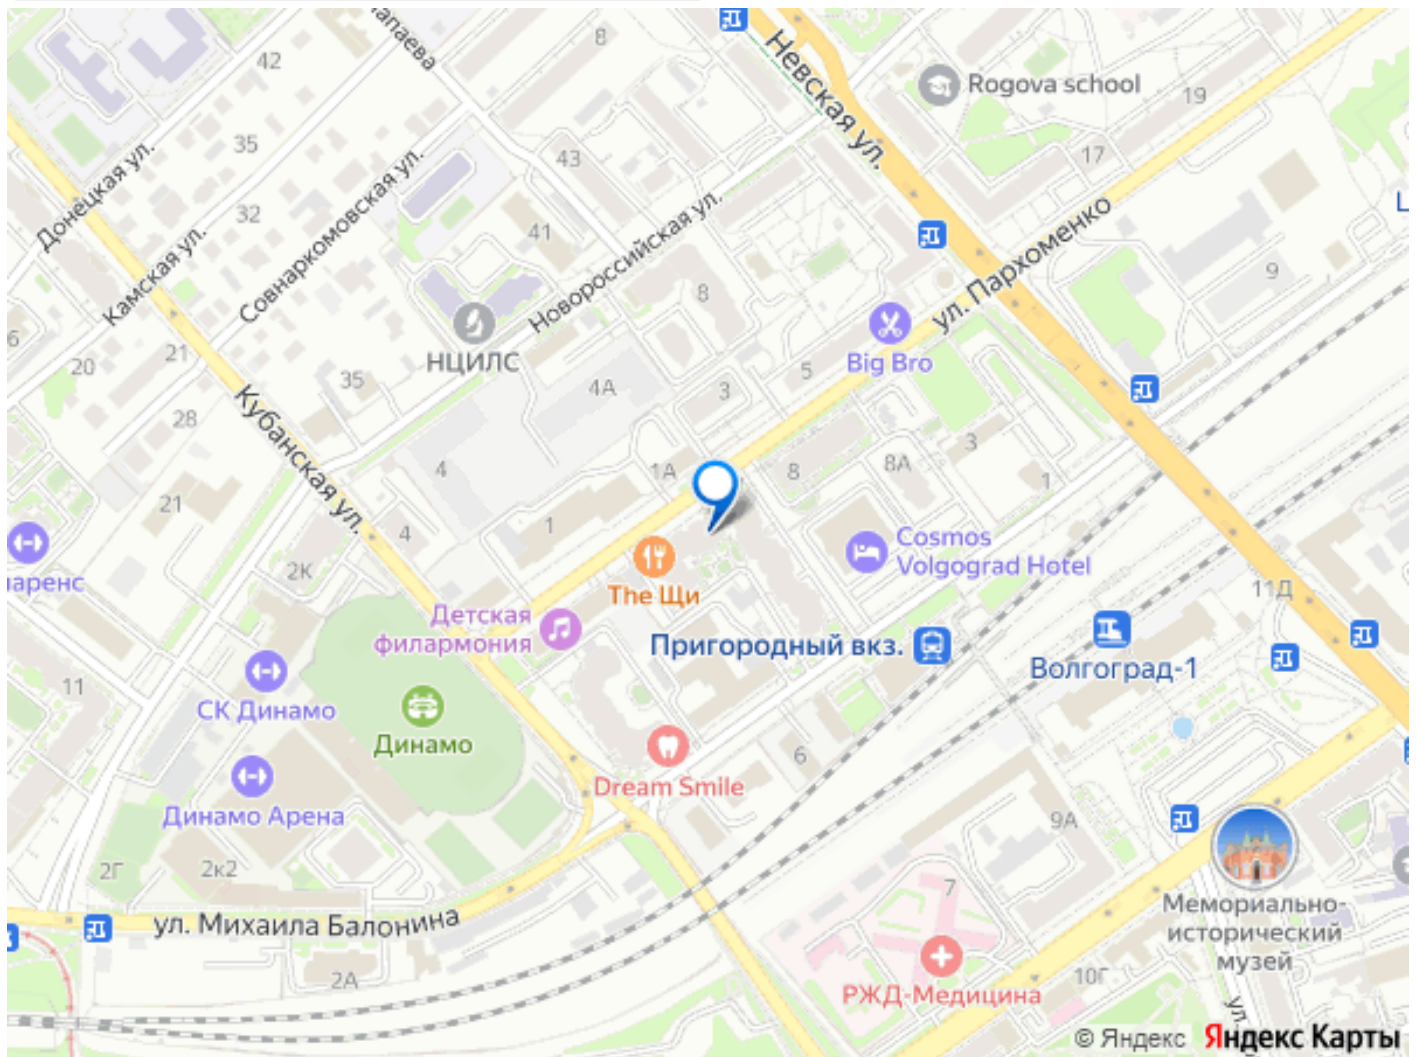 42
8
Невская ул.
Rogova school
19
35
43
17
Донецкая ул.
Совнаркомовская ул.
32
41
Новороссийская ул.
ул. Пархоменко
Камская ул.
8
9
Big Bro
НЦИЛС
20
21
35
4А
3
5
28
Кубанская ул.
4
1А
8
8А
3
1
21
4
1
Cosmos
Volgograd Hotel
2К
The Щи
11Д
Детская
филармония
Пригородный вкз.
Волгоград-1
11
СК Динамо
Динамо
6
Dream Smile
Динамо Арена
9А
2Г
2к2
7
ул. Михаила Балонина
Мемориально-
исторический
музей
2А
РЖД-Медицина
10Г
© Яндекс Яндекс Карты